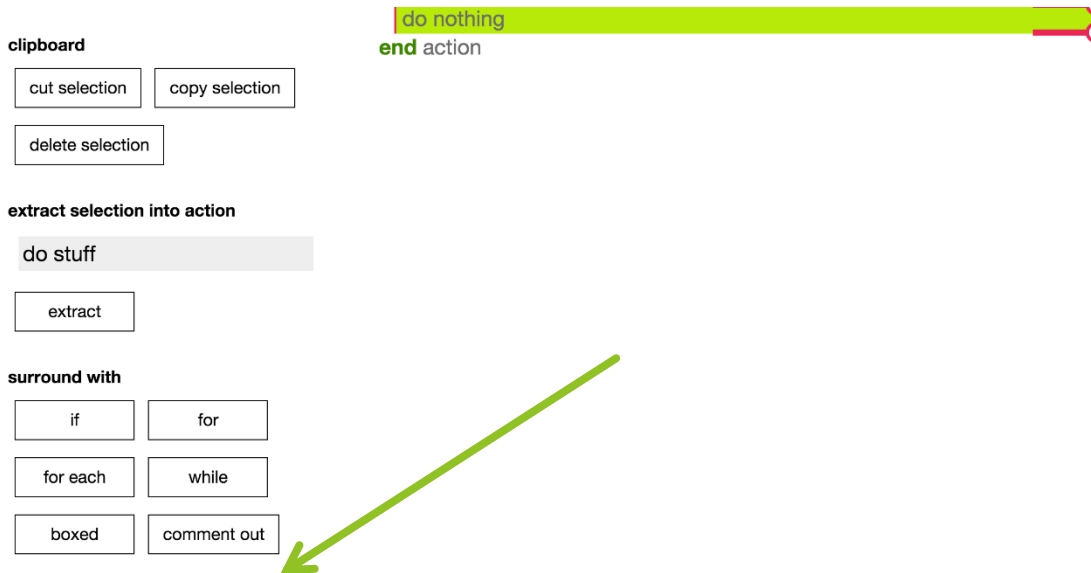 do nothing
end action
clipboard
cut selection
copy selection
delete selection
extract selection into action
do stuff
extract
surround with
if
for
for each
while
boxed
comment out